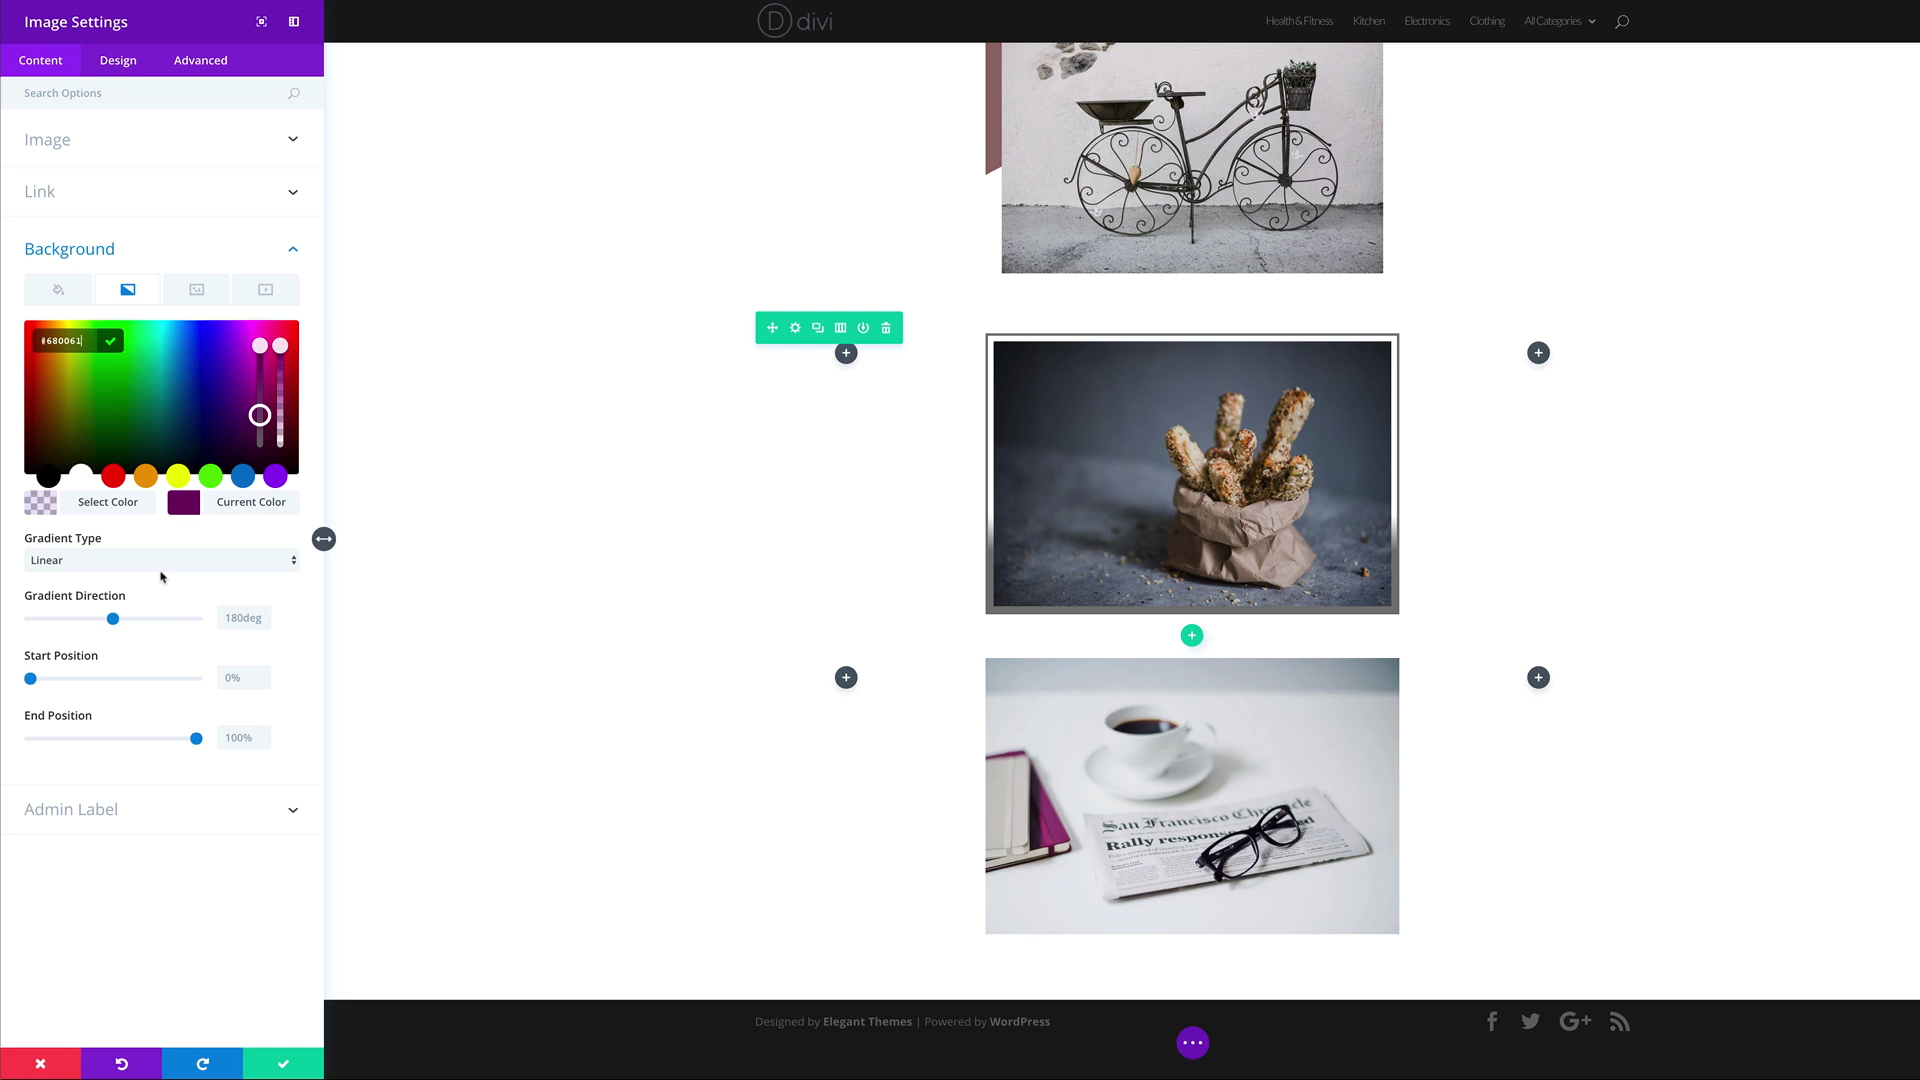 Image Settings
Content Design Advanced
Search Options
Image
Link
Background
#680061
Select Color Current Color
Gradient Type
Linear
Gradient Direction
180deg
Start Position
0%
End Position
100%
Admin Label
D divi
Health & Fitness Kitchen Electronics Clothing All Categories
San Francisco Chronicle
Rally
Designed by Elegant Themes | Powered by WordPress